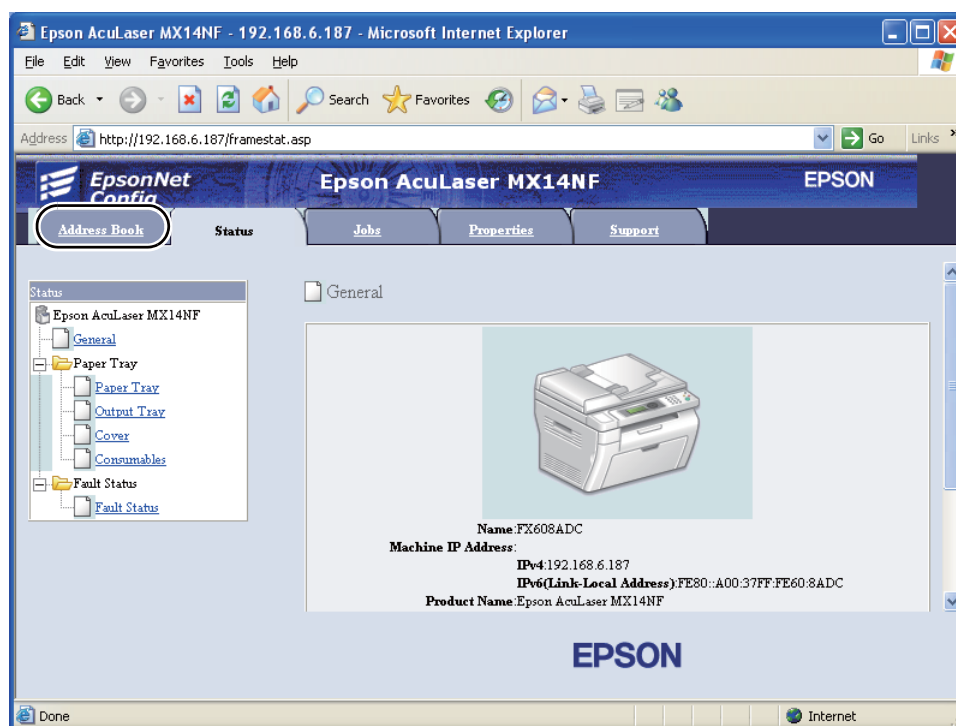 Epson AcuLaser MX14NF - 192.168.6.187 - Microsoft Internet Explorer
File Edit View Favorites Tools Help
Back Search Favorites
Address http://192.168.6.187/framestat.asp Go Links »
EpsonNet Config
Epson AcuLaser MX14NF
EPSON
Address Book Status Jobs Properties Support
Status
Epson AcuLaser MX14NF
General
Paper Tray
Paper Tray
Output Tray
Cover
Consumables
Fault Status
Fault Status
General
Name:FX608ADC
Machine IP Address:
IPv4:192.168.6.187
IPv6(Link-Local Address):FE80::A00:37FF:FE60:8ADC
Product Name:Epson AcuLaser MX14NF
EPSON
Done Internet